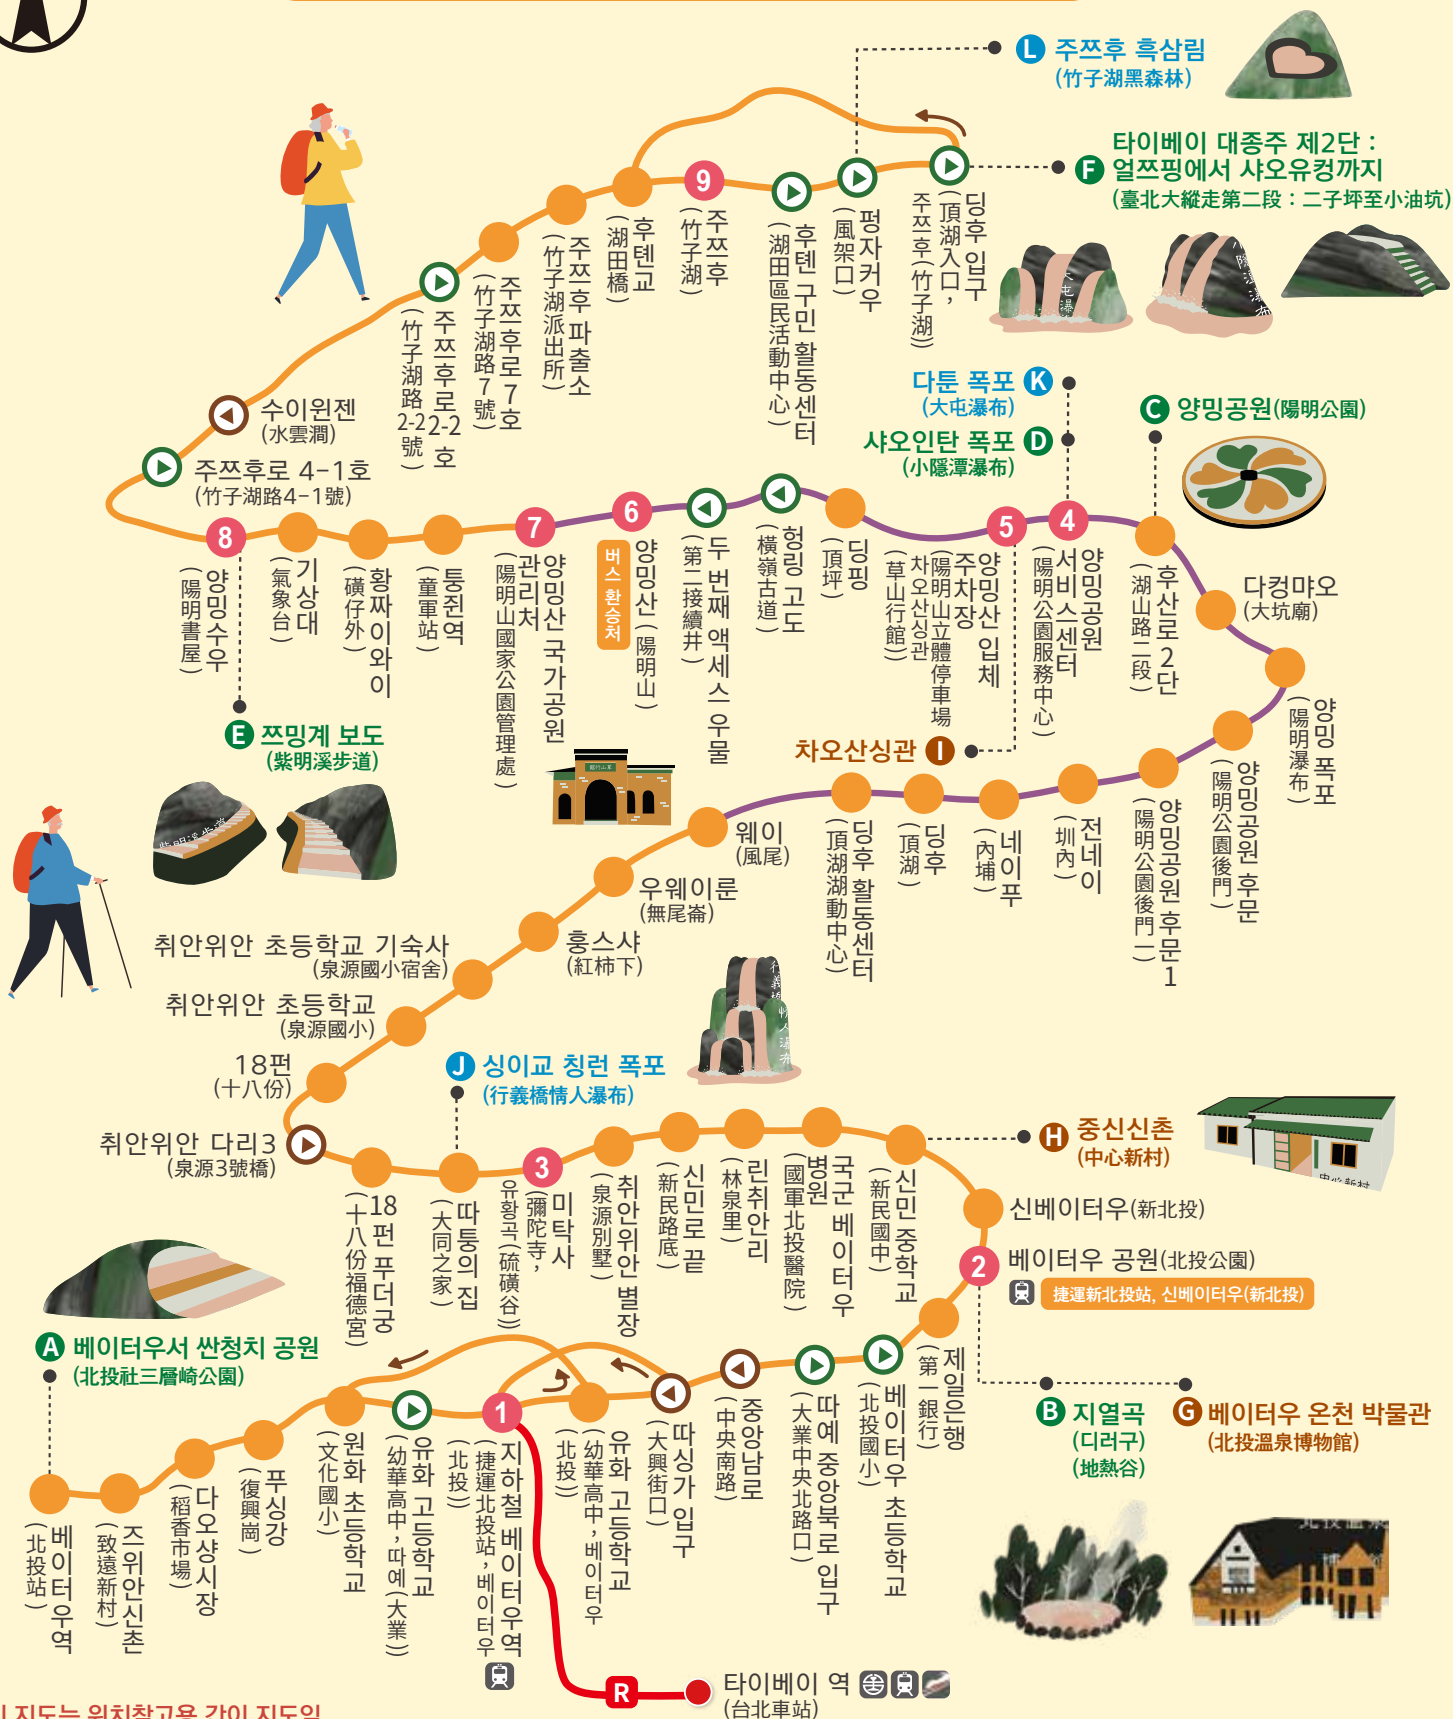 L 주쯔후 흑삼림
(竹子湖黑森林)
타이베이 대종주 제2단 :
F 얼쯔핑에서 샤오유컹까지
(臺北大縱走第二段：二子坪至小油坑)
9
딩후 입구
(頂湖入口，
주쯔후(竹子湖))
펑자커우
(風架口)
후톈 구민 활동센터
(湖田區民活動中心)
주쯔후
(竹子湖)
후톈교
(湖田橋)
주쯔후 파출소
(竹子湖派出所)
주쯔후로 7호
(竹子湖路7號)
주쯔후로 2-2호
(竹子湖路2-2號)
大屯瀑
小隱潭瀑布
수이윈젠
(水雲澗)
주쯔후로 4-1호
(竹子湖路4-1號)
다툰 폭포 K
(大屯瀑布)
샤오인탄 폭포 D
(小隱潭瀑布)
C 양밍공원(陽明公園)
8
양밍수우
(陽明書屋)
기상대
(氣象台)
황짜이와이
(磺仔外)
퉁쥔역
(童軍站)
7
양밍산 국가공원
관리처
(陽明山國家公園管理處)
6
버스 환승처
양밍산(陽明山)
두 번째 액세스 우물
(第二接續井)
헝링 고도
(橫嶺古道)
딩핑
(頂坪)
5
양밍산 입체
주차장
(陽明山立體停車場
차오산싱관
(草山行館))
4
양밍공원
서비스센터
(陽明公園服務中心)
후산로 2단
(湖山路二段)
다컹먀오
(大坑廟)
양밍 폭포
(陽明瀑布)
양밍공원 후문
(陽明公園後門)
양밍공원 후문1
(陽明公園後門一)
전네이
(圳內)
네이푸
(內埔)
딩후
(頂湖)
딩후 활동센터
(頂湖湖動中心)
차오산싱관 I
E 쯔밍계 보도
(紫明溪步道)
웨이
(風尾)
우웨이룬
(無尾崙)
훙스샤
(紅柿下)
취안위안 초등학교 기숙사
(泉源國小宿舍)
취안위안 초등학교
(泉源國小)
18펀
(十八份)
취안위안 다리3
(泉源3號橋)
J 싱이교 칭런 폭포
(行義橋情人瀑布)
行義橋情人瀑布
18펀 푸더궁
(十八份福德宮)
따퉁의 집
(大同之家)
3
미탁사
(彌陀寺，
유황곡(硫磺谷))
취안위안 별장
(泉源別墅)
신민로 끝
(新民路底)
린취안리
(林泉里)
국군 베이터우
병원
(國軍北投醫院)
신민 중학교
(新民國中)
H 중신신촌
(中心新村)
中心新村
신베이터우(新北投)
2
베이터우 공원(北投公園)
捷運新北投站, 신베이터우(新北投)
A 베이터우서 싼청치 공원
(北投社三層崎公園)
제일은행
(第一銀行)
베이터우 초등학교
(北投國小)
따예 중앙북로 입구
(大業中央北路口)
중앙남로
(中央南路)
따싱가 입구
(大興街口)
유화 고등학교
(幼華高中，베이터우
(北投))
1
지하철 베이터우역
(捷運北投站，베이터우
(北投))
유화 고등학교
(幼華高中，따예(大業))
원화 초등학교
(文化國小)
푸싱강
(復興崗)
다오샹시장
(稻香市場)
즈위안신촌
(致遠新村)
베이터우역
(北投站)
B 지열곡
(디러구)
(地熱谷)
G 베이터우 온천 박물관
(北投溫泉博物館)
R
타이베이 역
(台北車站)
지도는 위치참고용 간이 지도임